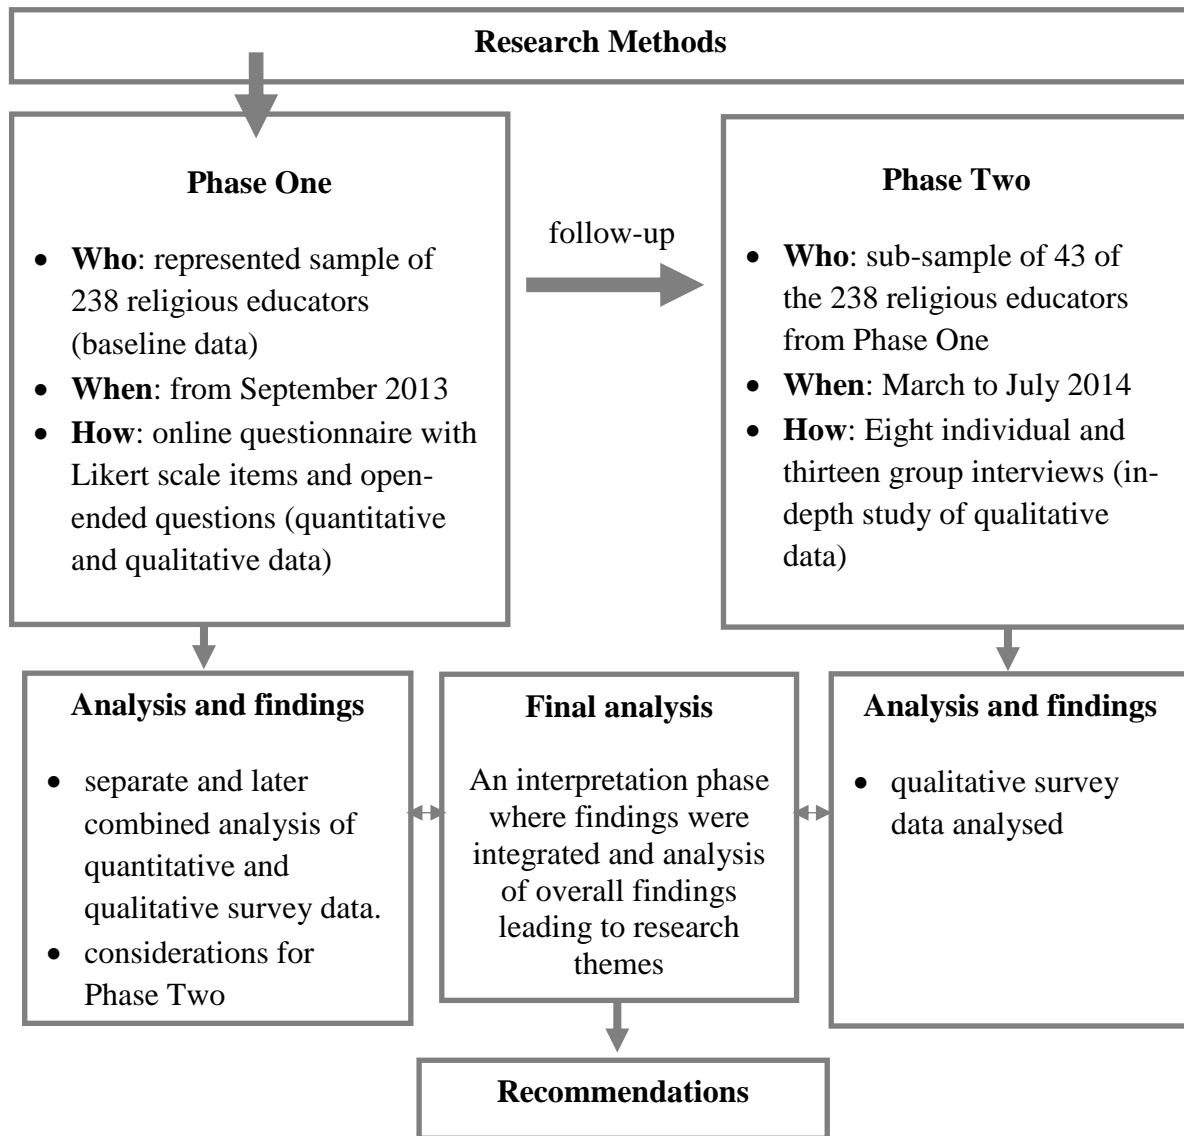 Research Methods
Phase One
• Who: represented sample of
238 religious educators
(baseline data)
• When: from September 2013
• How: online questionnaire with
Likert scale items and open-
ended questions (quantitative
and qualitative data)
follow-up
Phase Two
• Who: sub-sample of 43 of
the 238 religious educators
from Phase One
• When: March to July 2014
• How: Eight individual and
thirteen group interviews (in-
depth study of qualitative
data)
Analysis and findings
• separate and later
combined analysis of
quantitative and
qualitative survey data.
• considerations for
Phase Two
Final analysis
An interpretation phase
where findings were
integrated and analysis
of overall findings
leading to research
themes
Analysis and findings
• qualitative survey
data analysed
Recommendations